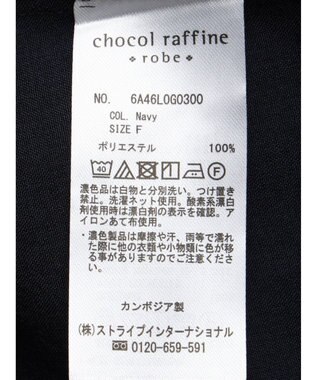 chocol raffine
robe
NO. 6A46L0G0300
COL. Navy
SIZE F
ポリエステル 100%
40
濃色品は白物と分別洗い。つけ置き
禁止。洗濯ネット使用。酸素系漂白
剤使用時は漂白剤の表示を確認。ア
イロンあて布使用。
・濃色製品は摩擦や汗、雨等で濡れ
た際に他の衣類や小物類に色が移
る事がありますのでご注意くださ
い。
カンボジア製
(株)ストライプインターナショナル
0120-659-591